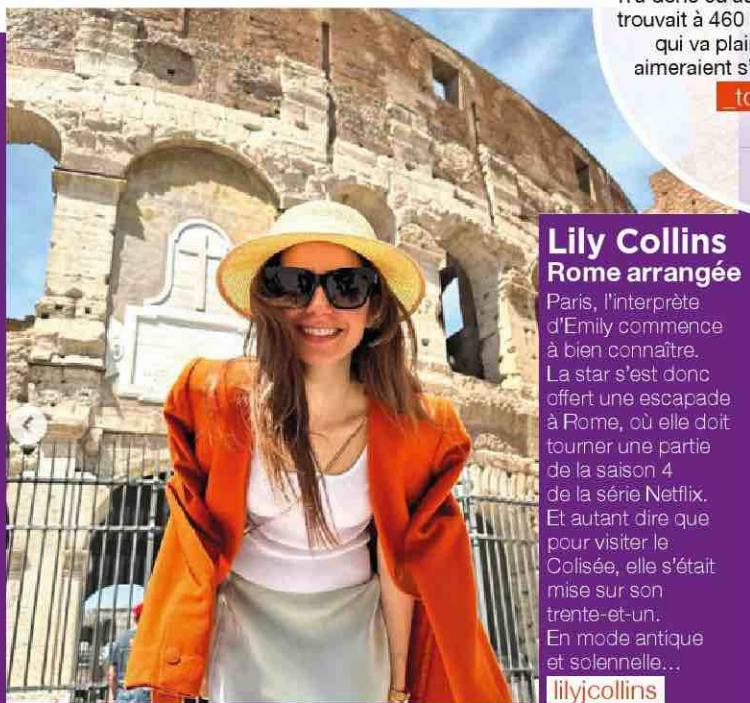 trouvait à 460
qui va plai
aimeraient s'
_to
Lily Collins
Rome arrangée
Paris, l'interprète
d'Emily commence
à bien connaître.
La star s'est donc
offert une escapade
à Rome, où elle doit
tourner une partie
de la saison 4
de la série Netflix.
Et autant dire que
pour visiter le
Colisée, elle s'était
mise sur son
trente-et-un.
En mode antique
et solennelle…
lilyjcollins